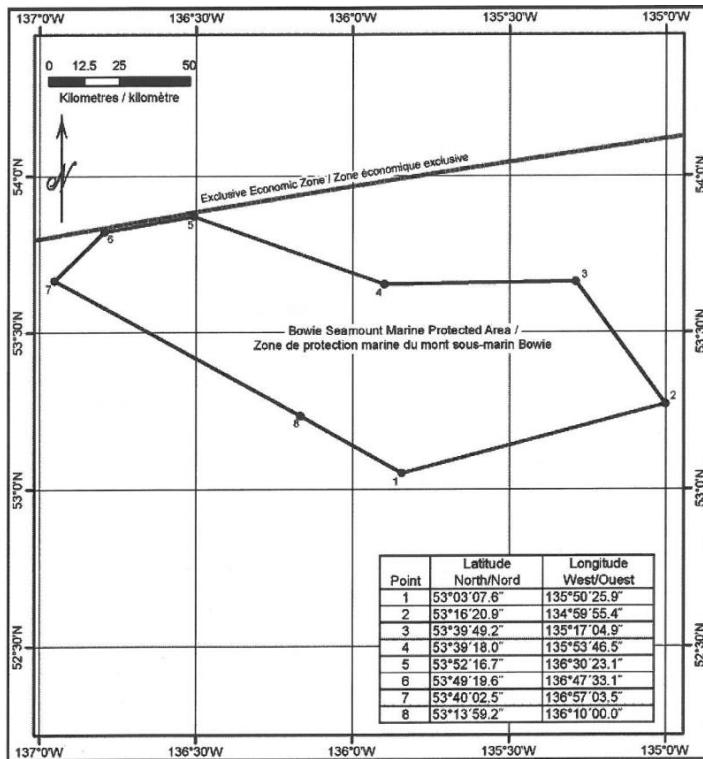 137°0'W 136°30'W 136°0'W 135°30'W 135°0'W
0 12.5 25 50
Kilometres / kilomètre
N
54°0'N 54°0'N
Exclusive Economic Zone / Zone économique exclusive
5
6
7
4
3
53°30'N 53°30'N
Bowie Seamount Marine Protected Area /
Zone de protection marine du mont sous-marin Bowie
2
8
1
53°0'N 53°0'N
Latitude Longitude
Point North/Nord West/Ouest
1 53°03´07.6" 135°50´25.9"
2 53°16´20.9" 134°59´55.4"
3 53°39´49.2" 135°17´04.9"
4 53°39´18.0" 135°53´46.5"
5 53°52´16.7" 136°30´23.1"
6 53°49´19.6" 136°47´33.1"
7 53°40´02.5" 136°57´03.5"
8 53°13´59.2" 136°10´00.0"
52°30'N 52°30'N
137°0'W 136°30'W 136°0'W 135°30'W 135°0'W